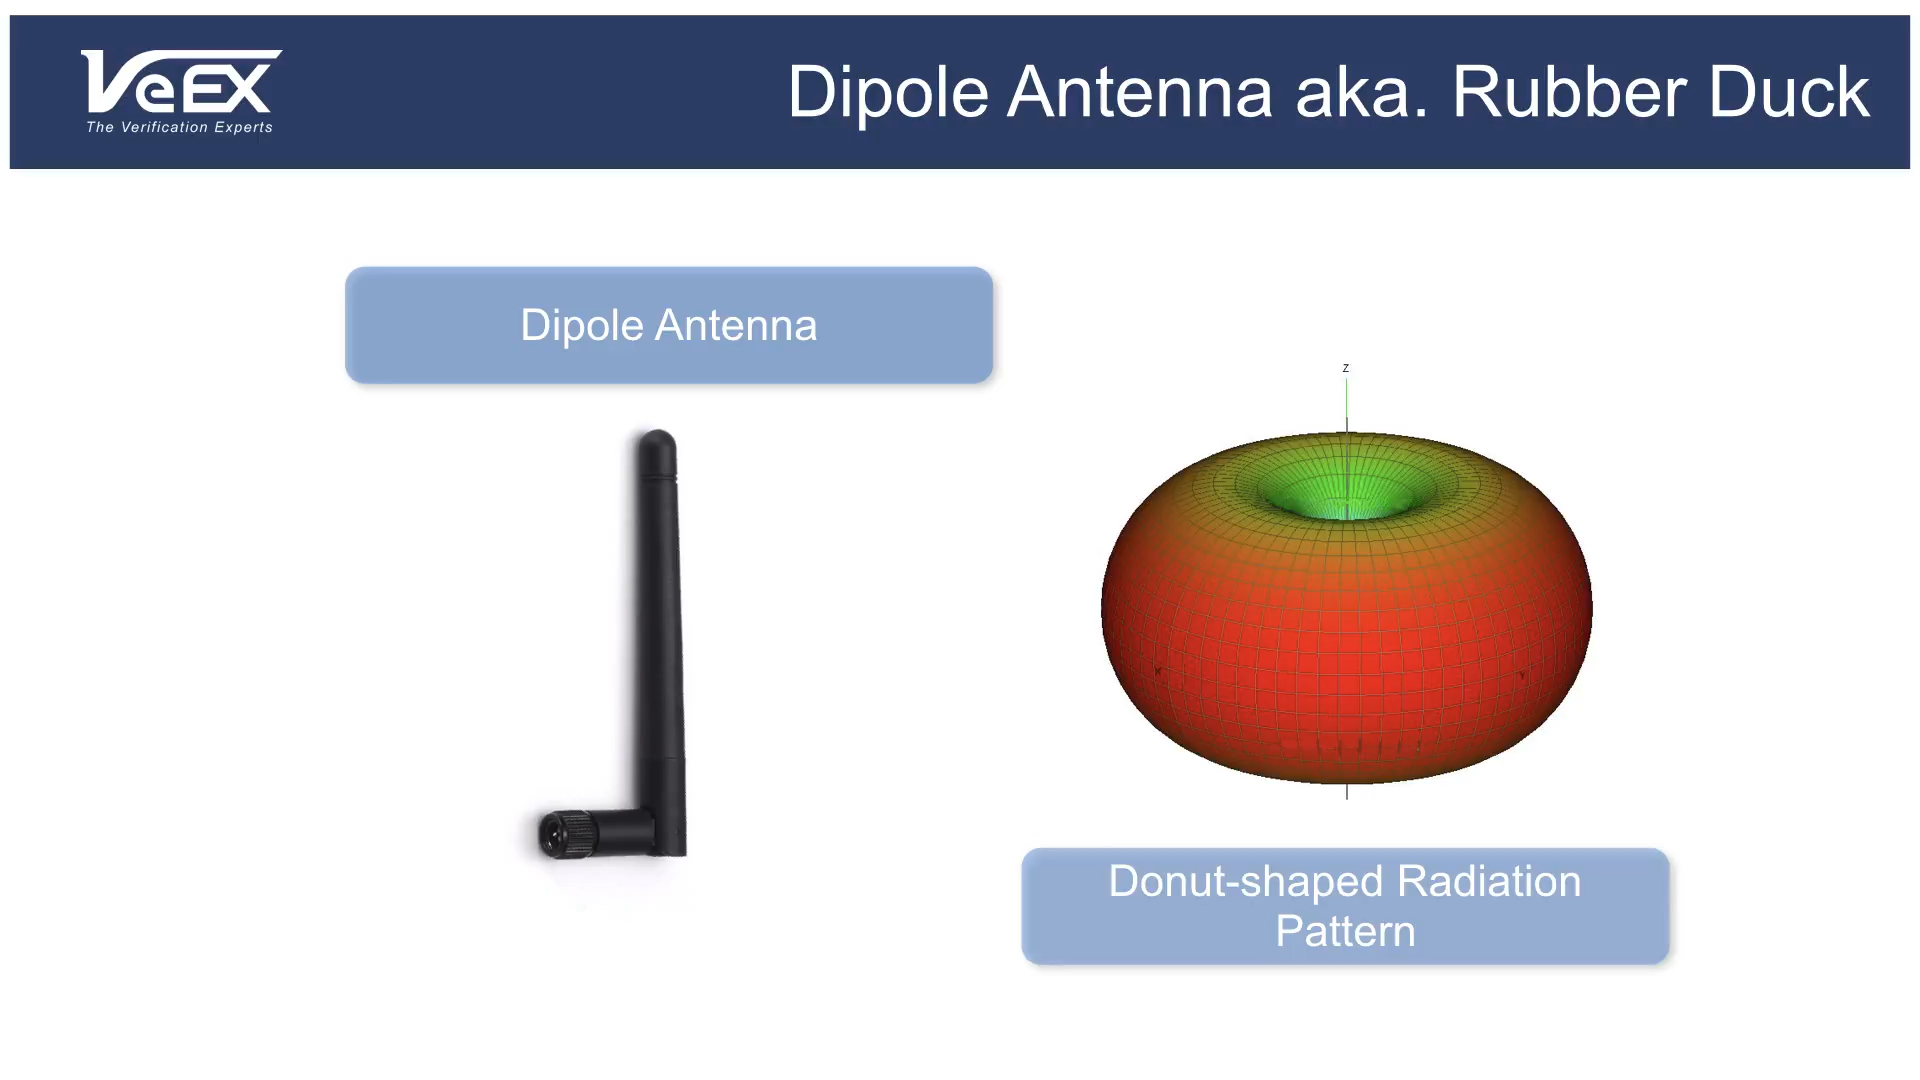 VeEX
The Verification Experts
Dipole Antenna aka. Rubber Duck
Dipole Antenna
Z
X
Y
Donut-shaped Radiation
Pattern